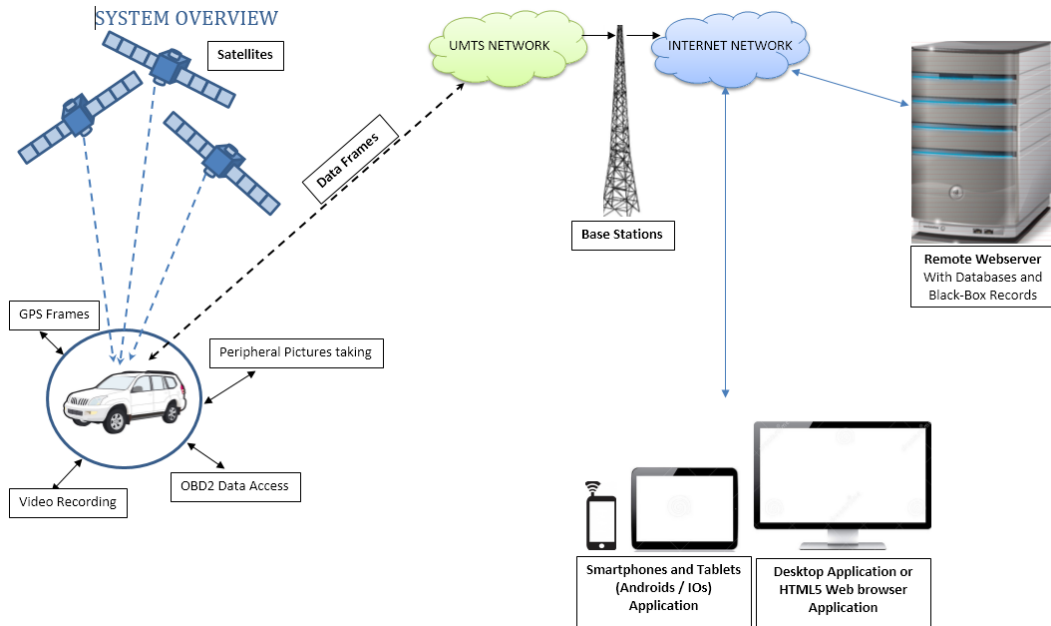 SYSTEM OVERVIEW
Satellites
UMTS NETWORK
INTERNET NETWORK
Data Frames
Base Stations
Remote Webserver
With Databases and
Black-Box Records
GPS Frames
Peripheral Pictures taking
OBD2 Data Access
Video Recording
Smartphones and Tablets
(Androids / IOs)
Application
Desktop Application or
HTML5 Web browser
Application